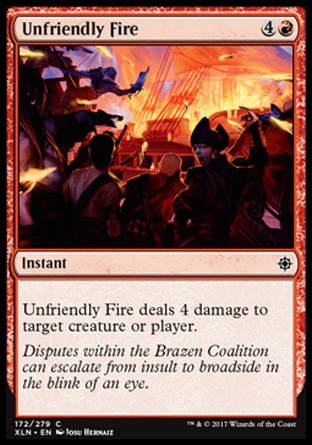 Unfriendly Fire 4
Instant
Unfriendly Fire deals 4 damage to
target creature or player.
Disputes within the Brazen Coalition
can escalate from insult to broadside in
the blink of an eye.
172/279 C
XLN • EN Josu Hernaiz
™ & © 2017 Wizards of the Coast